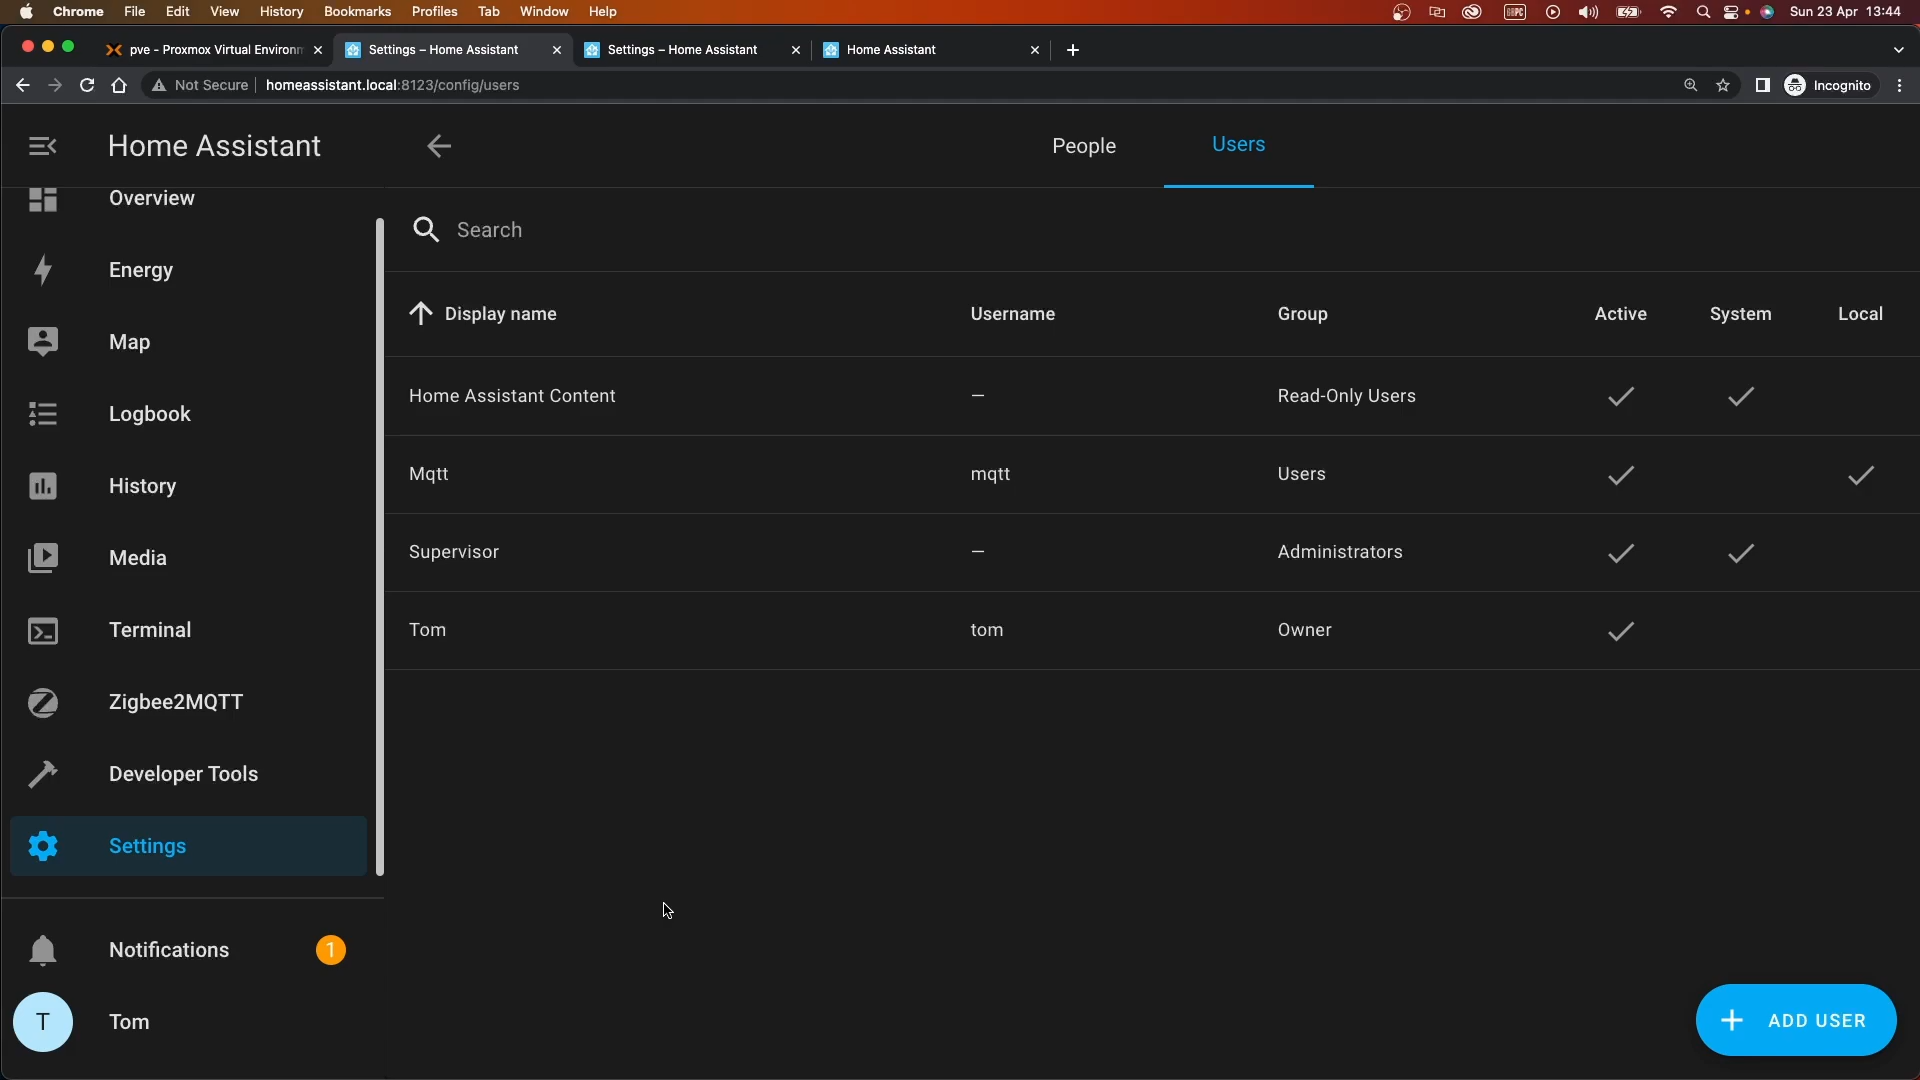 Chrome File Edit View History Bookmarks Profiles Tab Window Help Sun 23 Apr 13:44
pve - Proxmox Virtual Environm Settings – Home Assistant Settings – Home Assistant Home Assistant
Not Secure homeassistant.local:8123/config/users Incognito
Home Assistant People Users
Overview
Search
Energy
Display name Username Group Active System Local
Map
Home Assistant Content – Read-Only Users
Logbook
Mqtt mqtt Users
History
Supervisor – Administrators
Media
Tom tom Owner
Terminal
Zigbee2MQTT
Developer Tools
Settings
Notifications 1
T Tom
ADD USER